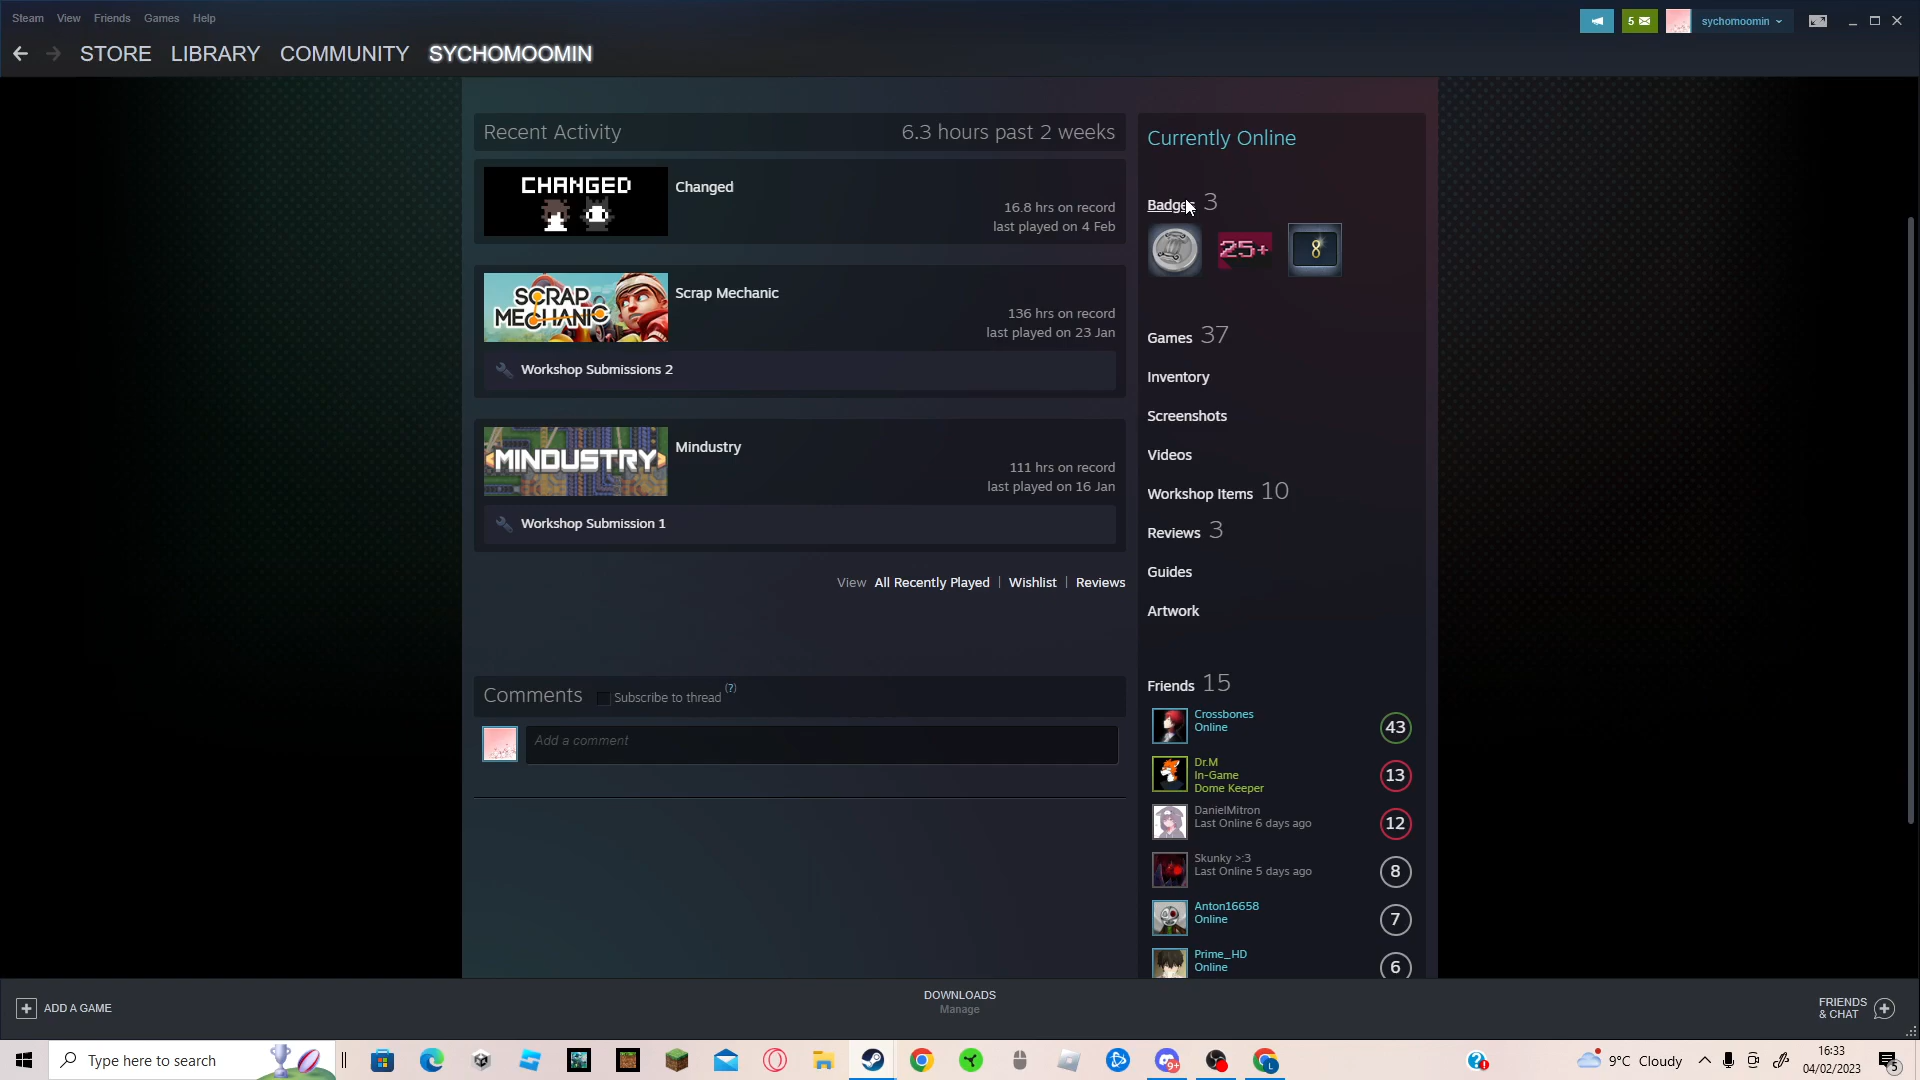 Steam View Friends Games Help
5 sychomoomin
STORE LIBRARY COMMUNITY SYCHOMOOMIN
Recent Activity 6.3 hours past 2 weeks
CHANGED
Changed
16.8 hrs on record
last played on 4 Feb
SCRAP
MECHANIC
Scrap Mechanic
136 hrs on record
last played on 23 Jan
Workshop Submissions 2
MINDUSTRY
Mindustry
111 hrs on record
last played on 16 Jan
Workshop Submission 1
View All Recently Played | Wishlist | Reviews
Comments Subscribe to thread (?)
Add a comment
Currently Online
Badges 3
25+ 8
Games 37
Inventory
Screenshots
Videos
Workshop Items 10
Reviews 3
Guides
Artwork
Friends 15
Crossbones
Online
43
Dr.M
In-Game
Dome Keeper
13
DanielMitron
Last Online 6 days ago
12
Skunky >:3
Last Online 5 days ago
8
Anton16658
Online
7
Prime_HD
Online
6
ADD A GAME
DOWNLOADS
Manage
FRIENDS
& CHAT
Type here to search
9+
L
9°C Cloudy
16:33
04/02/2023
5